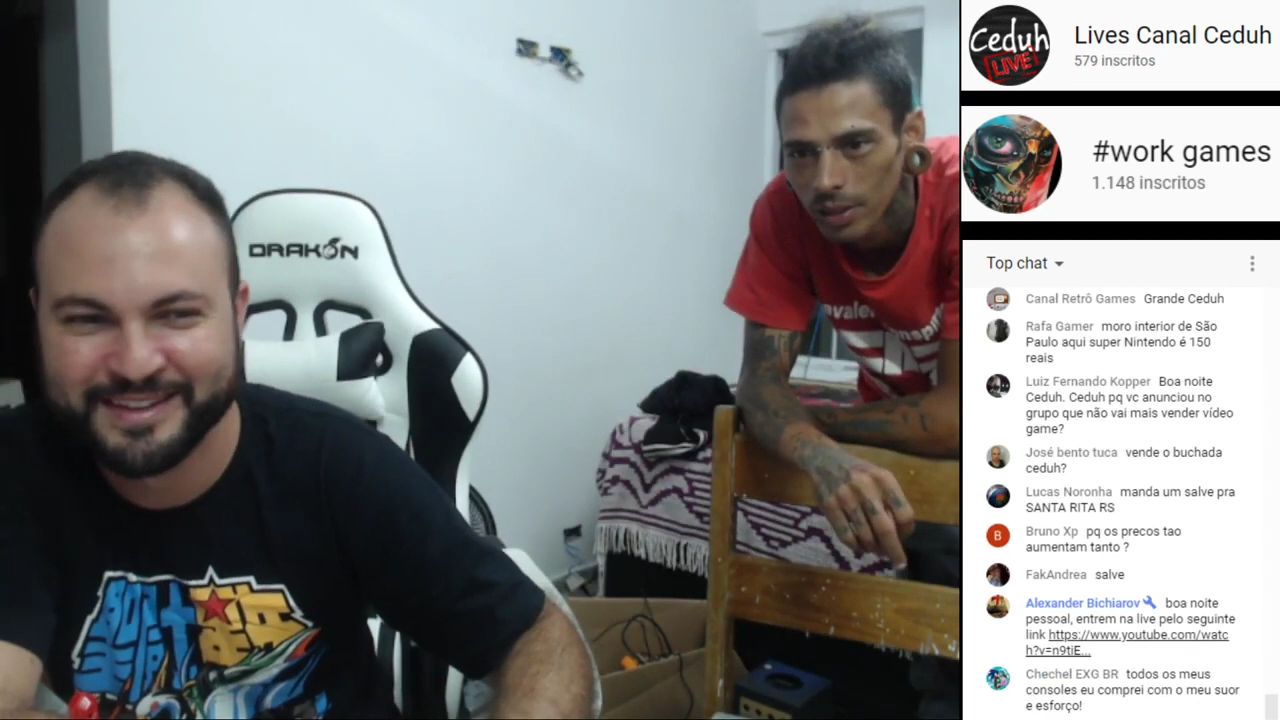 Ceduh
LIVE
Lives Canal Ceduh
579 inscritos
#work games
1.148 inscritos
DRAKON
Top chat
Canal Retrô Games Grande Ceduh
Rafa Gamer moro interior de São
Paulo aqui super Nintendo é 150
reais
Luiz Fernando Kopper Boa noite
Ceduh. Ceduh pq vc anunciou no
grupo que não vai mais vender vídeo
game?
José bento tuca vende o buchada
ceduh?
Lucas Noronha manda um salve pra
SANTA RITA RS
B
Bruno Xp pq os precos tao
aumentam tanto ?
FakAndrea salve
Alexander Bichiarov boa noite
pessoal, entrem na live pelo seguinte
link https://www.youtube.com/watc
h?v=n9tiE...
Chechel EXG BR todos os meus
consoles eu comprei com o meu suor
e esforço!